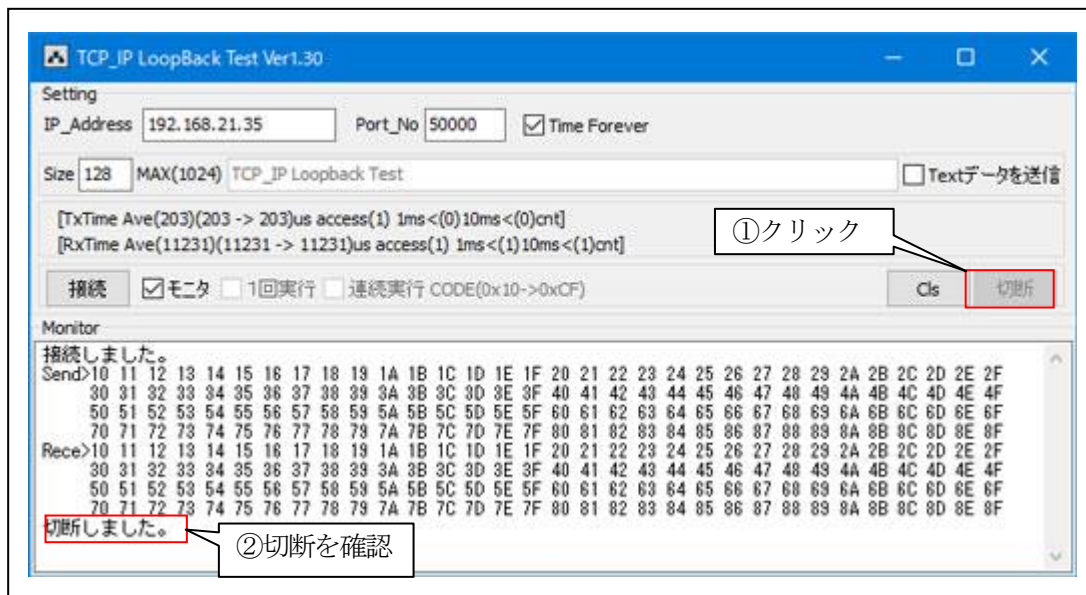 TCP_IP LoopBack Test Ver1.30
Setting
IP_Address 192.168.21.35 Port_No 50000 Time Forever
Size 128 MAX(1024) TCP_IP Loopback Test Textデータを送信
[TxTime Ave(203)(203 -> 203)us access(1) 1ms<(0)10ms<(0)cnt]
[RxTime Ave(11231)(11231 -> 11231)us access(1) 1ms<(1)10ms<(1)cnt]
①クリック
接続 モニタ 1回実行 連続実行 CODE(0x10->0xCF) Cls 切断
Monitor
接続しました。
Send>10 11 12 13 14 15 16 17 18 19 1A 1B 1C 1D 1E 1F 20 21 22 23 24 25 26 27 28 29 2A 2B 2C 2D 2E 2F
30 31 32 33 34 35 36 37 38 39 3A 3B 3C 3D 3E 3F 40 41 42 43 44 45 46 47 48 49 4A 4B 4C 4D 4E 4F
50 51 52 53 54 55 56 57 58 59 5A 5B 5C 5D 5E 5F 60 61 62 63 64 65 66 67 68 69 6A 6B 6C 6D 6E 6F
70 71 72 73 74 75 76 77 78 79 7A 7B 7C 7D 7E 7F 80 81 82 83 84 85 86 87 88 89 8A 8B 8C 8D 8E 8F
Rece>10 11 12 13 14 15 16 17 18 19 1A 1B 1C 1D 1E 1F 20 21 22 23 24 25 26 27 28 29 2A 2B 2C 2D 2E 2F
30 31 32 33 34 35 36 37 38 39 3A 3B 3C 3D 3E 3F 40 41 42 43 44 45 46 47 48 49 4A 4B 4C 4D 4E 4F
50 51 52 53 54 55 56 57 58 59 5A 5B 5C 5D 5E 5F 60 61 62 63 64 65 66 67 68 69 6A 6B 6C 6D 6E 6F
70 71 72 73 74 75 76 77 78 79 7A 7B 7C 7D 7E 7F 80 81 82 83 84 85 86 87 88 89 8A 8B 8C 8D 8E 8F
切断しました。
②切断を確認